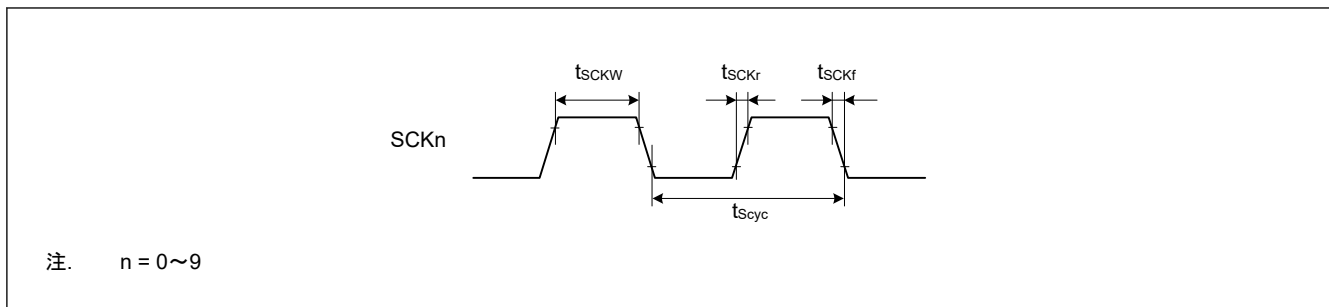 tSCKW tSCKr tSCKf
SCKn
tScyc
注. n = 0～9